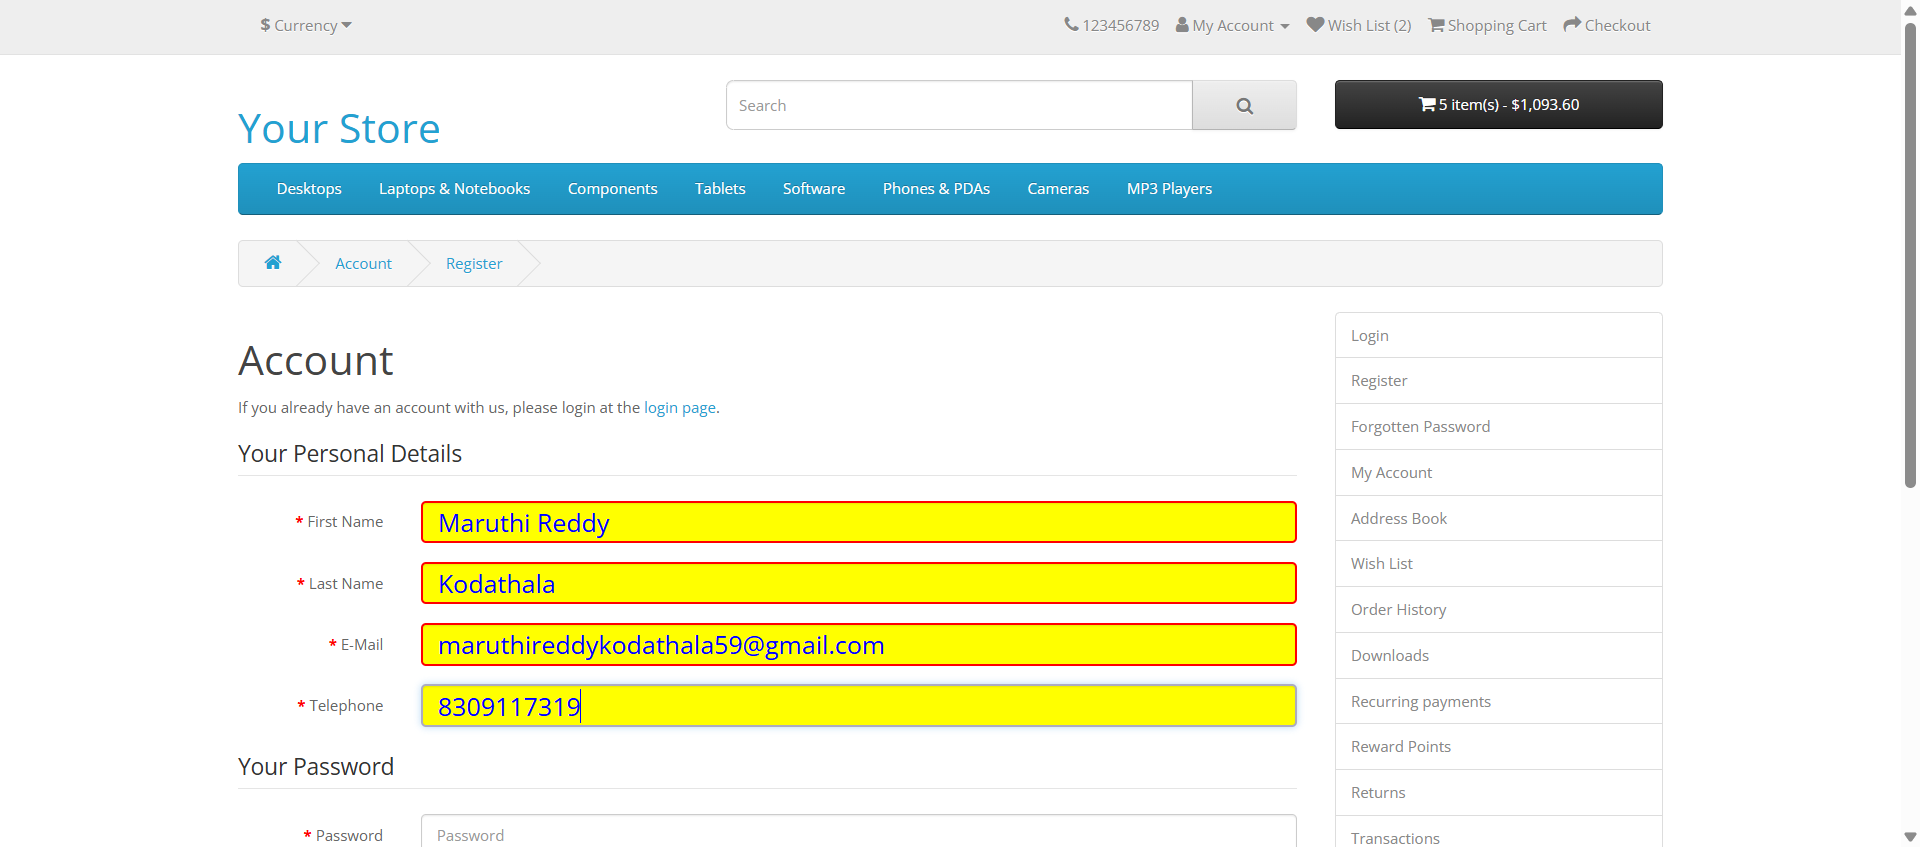 $ Currency
123456789 My Account Wish List (2) Shopping Cart Checkout
Your Store
Search
5 item(s) - $1,093.60
Desktops Laptops & Notebooks Components Tablets Software Phones & PDAs Cameras MP3 Players
Account Register
Account
If you already have an account with us, please login at the login page.
Your Personal Details
* First Name Maruthi Reddy
* Last Name Kodathala
* E-Mail maruthireddykodathala59@gmail.com
* Telephone 8309117319
Your Password
* Password Password
Login
Register
Forgotten Password
My Account
Address Book
Wish List
Order History
Downloads
Recurring payments
Reward Points
Returns
Transactions